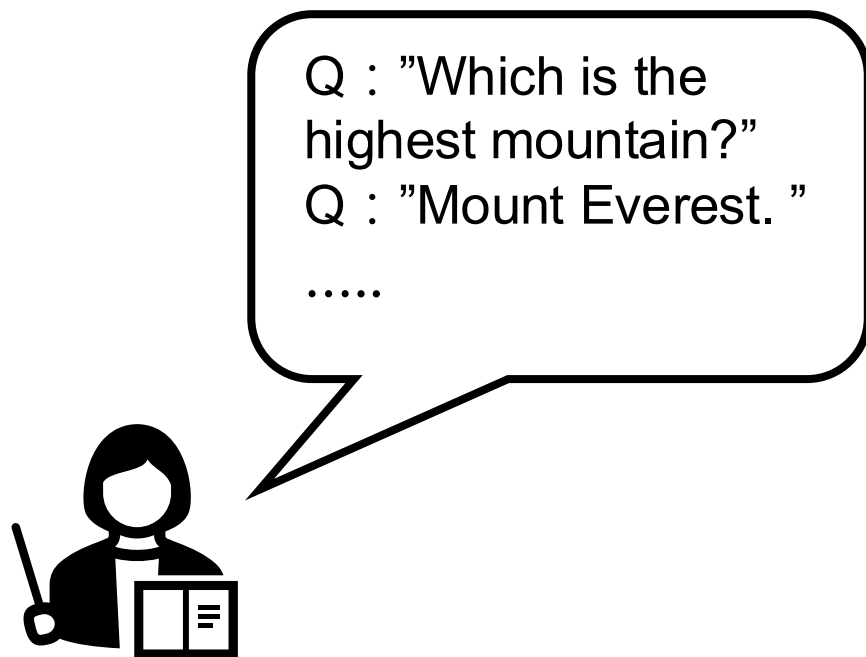 Q : ”Which is the
highest mountain?”
Q : ”Mount Everest. ”
.....